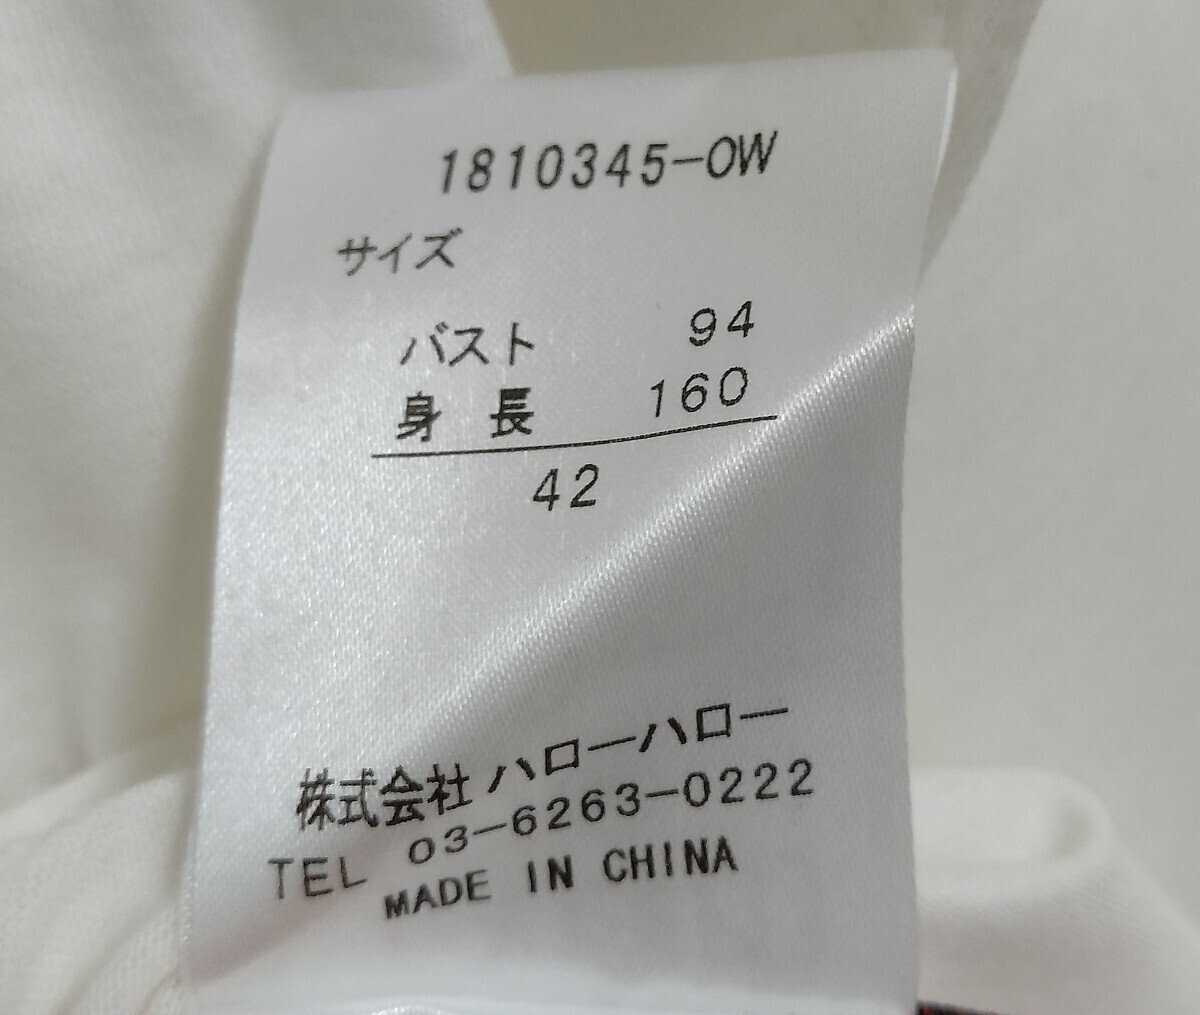 1810345-OW
サイズ
バスト 94
身長 160
42
株式会社 ハローハロー
TEL 03-6263-0222
MADE IN CHINA